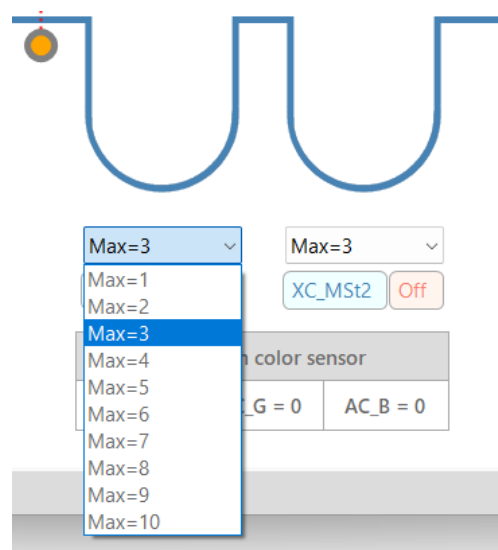 Max=3
Max=3
Max=1
XC_MSt2 Off
Max=2
Max=3
Max=4
color sensor
Max=5
Max=6
_G = 0
AC_B = 0
Max=7
Max=8
Max=9
Max=10